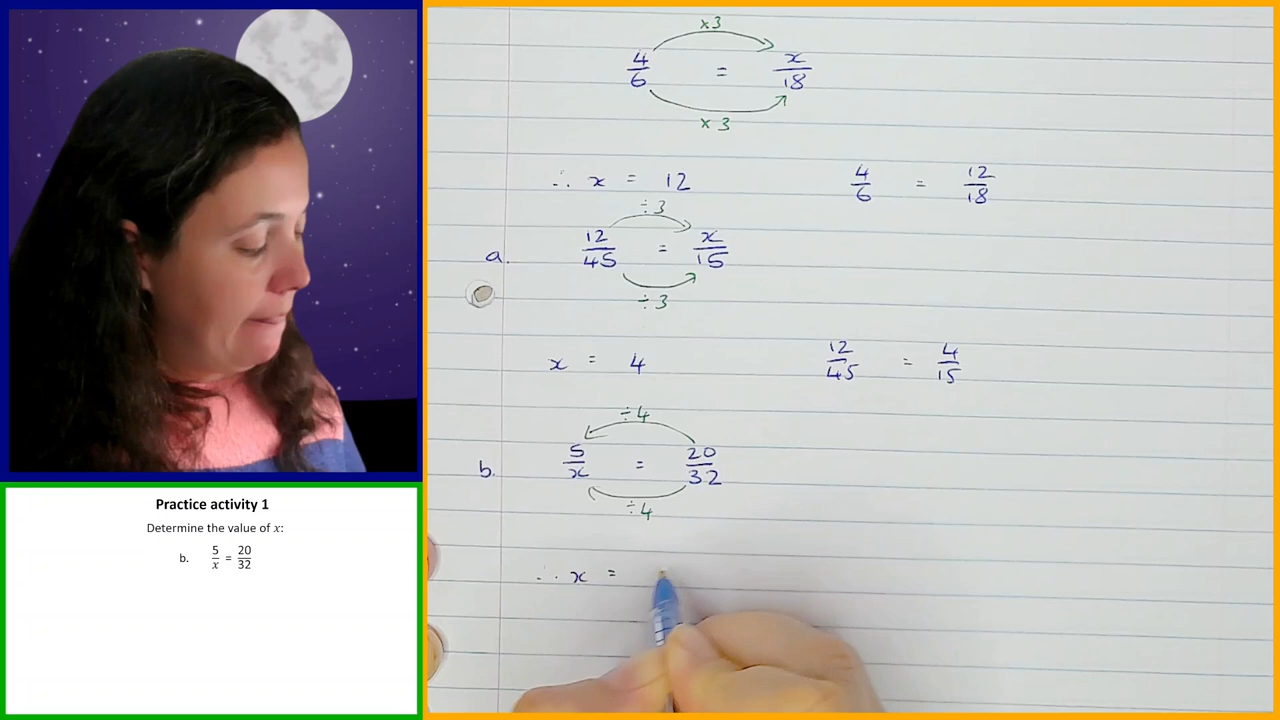 Practice activity 1
Determine the value of x:
b. 5/x = 20/32
×3
4/6 = x/18
×3
∴ x = 12 4/6 = 12/18
÷3
a. 12/45 = x/15
÷3
x = 4 12/45 = 4/15
÷4
b. 5/x = 20/32
÷4
∴ x =